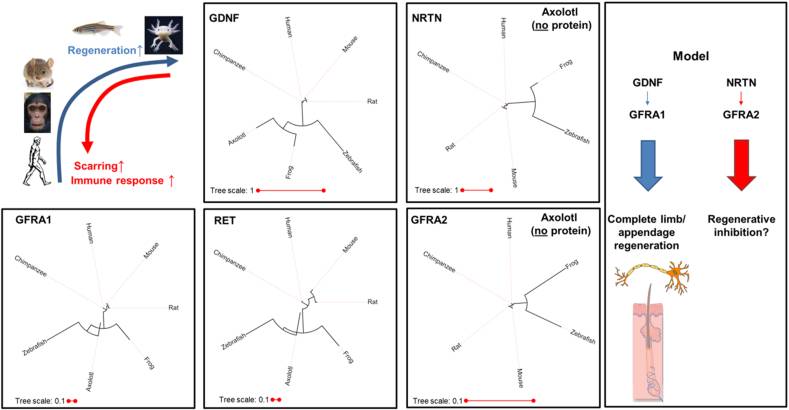 Regeneration↑
Scarring↑
Immune response ↑
GDNF
Human
Chimpanzee
Mouse
Rat
Axolotl
Frog
Zebrafish
Tree scale: 1
NRTN
Axolotl
(no protein)
Human
Chimpanzee
Frog
Rat
Zebrafish
Mouse
Tree scale: 1
Model
GDNF
NRTN
GFRA1
GFRA2
Complete limb/
appendage
regeneration
Regenerative
inhibition?
GFRA1
Human
Mouse
Chimpanzee
Rat
Zebrafish
Frog
Axolotl
Tree scale: 0.1
RET
Human
Mouse
Chimpanzee
Rat
Zebrafish
Frog
Axolotl
Tree scale: 0.1
GFRA2
Axolotl
(no protein)
Human
Chimpanzee
Frog
Rat
Zebrafish
Mouse
Tree scale: 0.1